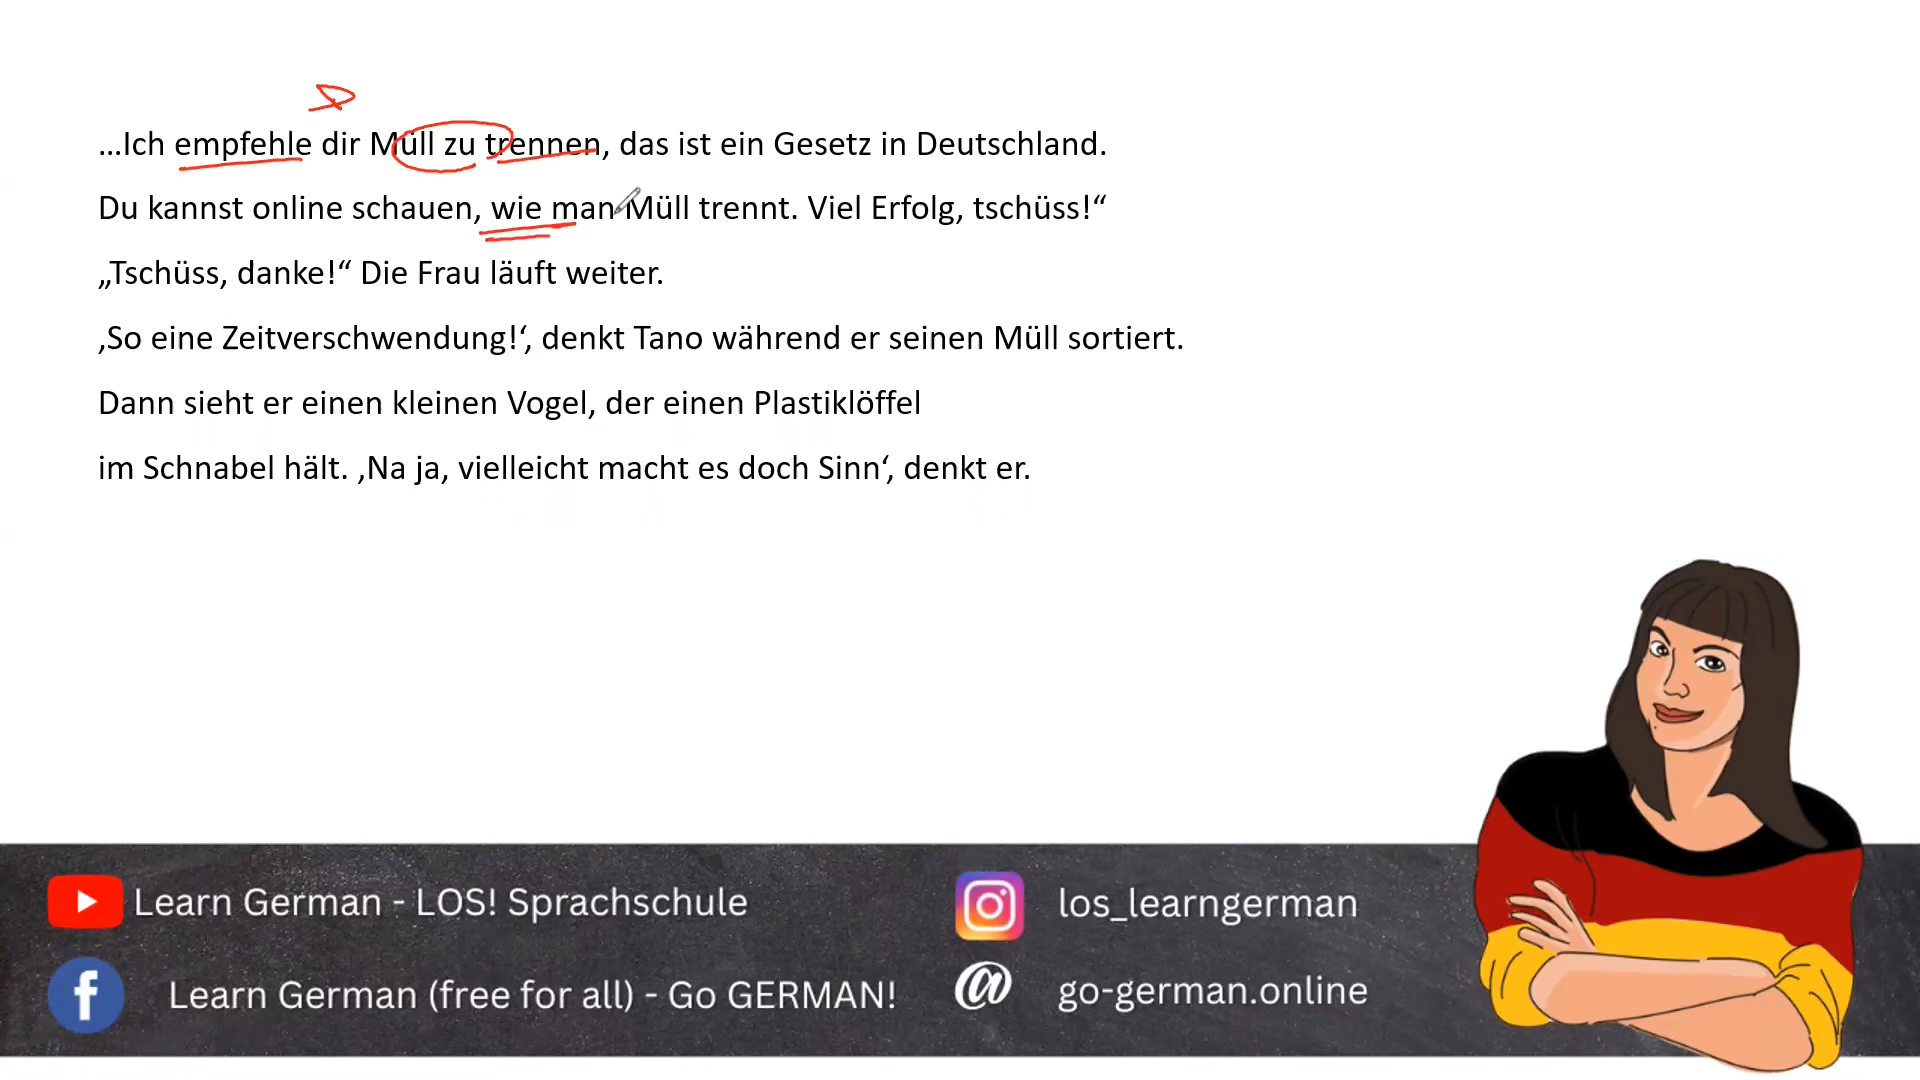 …Ich empfehle dir Müll zu trennen, das ist ein Gesetz in Deutschland.
Du kannst online schauen, wie man Müll trennt. Viel Erfolg, tschüss!“
„Tschüss, danke!“ Die Frau läuft weiter.
‚So eine Zeitverschwendung!‘, denkt Tano während er seinen Müll sortiert.
Dann sieht er einen kleinen Vogel, der einen Plastiklöffel
im Schnabel hält. ‚Na ja, vielleicht macht es doch Sinn‘, denkt er.
Learn German - LOS! Sprachschule
los_learngerman
Learn German (free for all) - Go GERMAN!
@ go-german.online